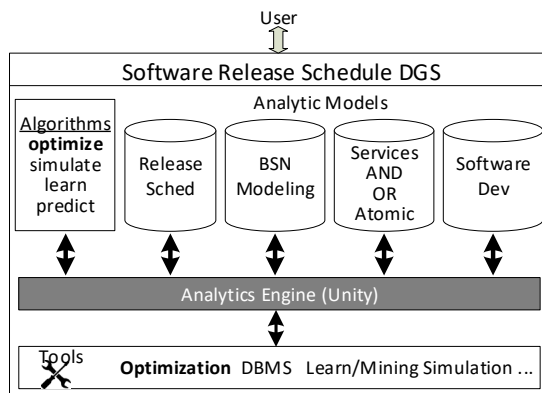 User
Software Release Schedule DGS
Analytic Models
Algorithms
optimize
simulate
learn
predict
Release
Sched
BSN
Modeling
Services
AND
OR
Atomic
Software
Dev
Analytics Engine (Unity)
Tools
Optimization DBMS Learn/Mining Simulation ...